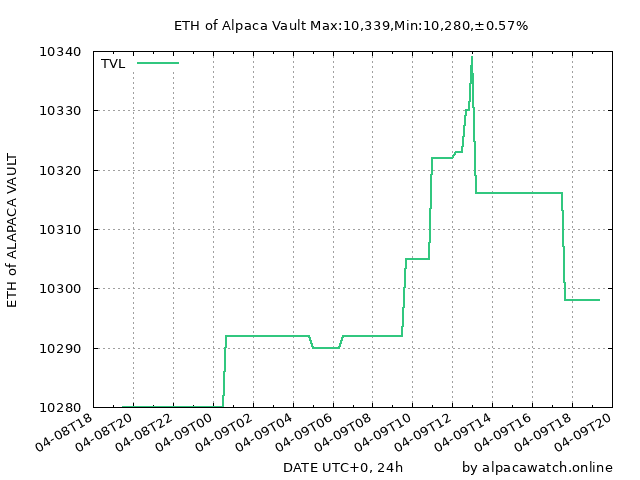 ETH of Alpaca Vault Max:10,339,Min:10,280,±0.57%
TVL
ETH of ALAPACA VAULT
10340
10330
10320
10310
10300
10290
10280
04-08T18
04-08T20
04-08T22
04-09T00
04-09T02
04-09T04
04-09T06
04-09T08
04-09T10
04-09T12
04-09T14
04-09T16
04-09T18
04-09T20
DATE UTC+0, 24h
by alpacawatch.online